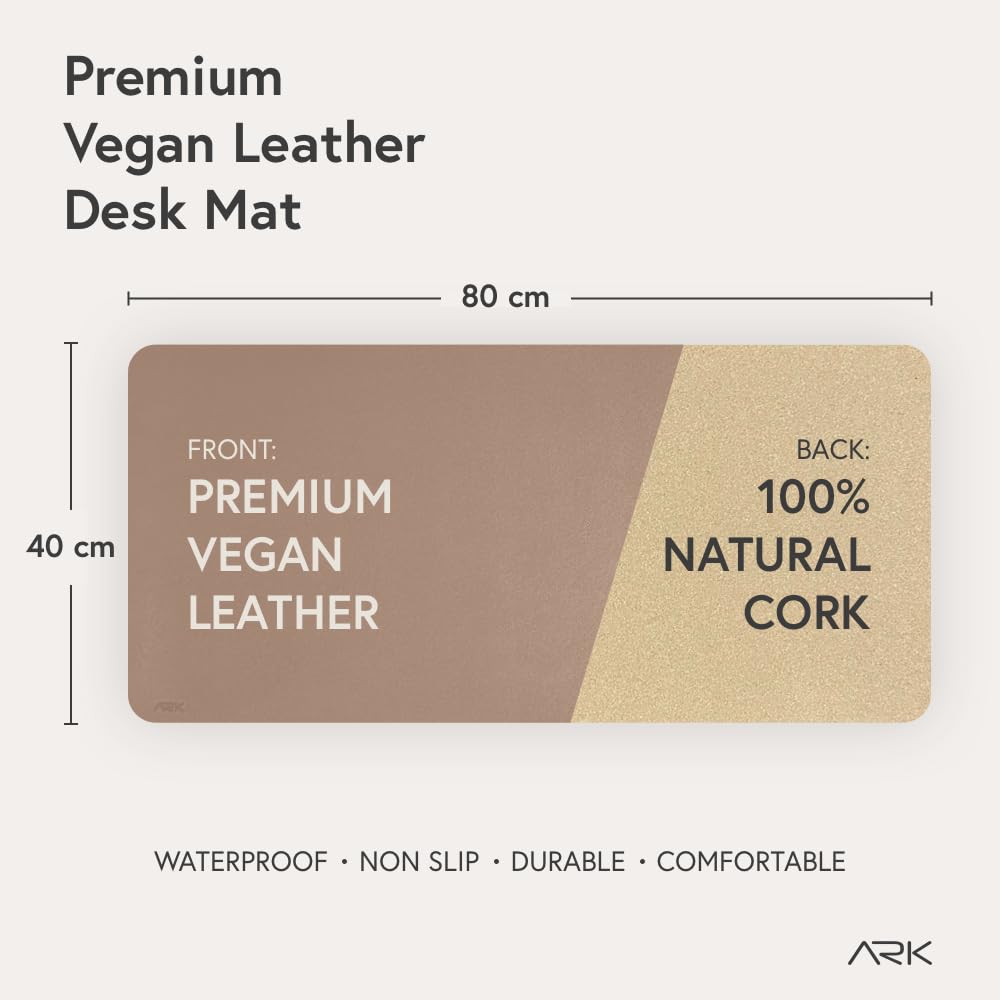 Premium
Vegan Leather
Desk Mat
80 cm
40 cm
FRONT:
PREMIUM
VEGAN
LEATHER
BACK:
100%
NATURAL
CORK
ARK
WATERPROOF · NON SLIP · DURABLE · COMFORTABLE
ARK